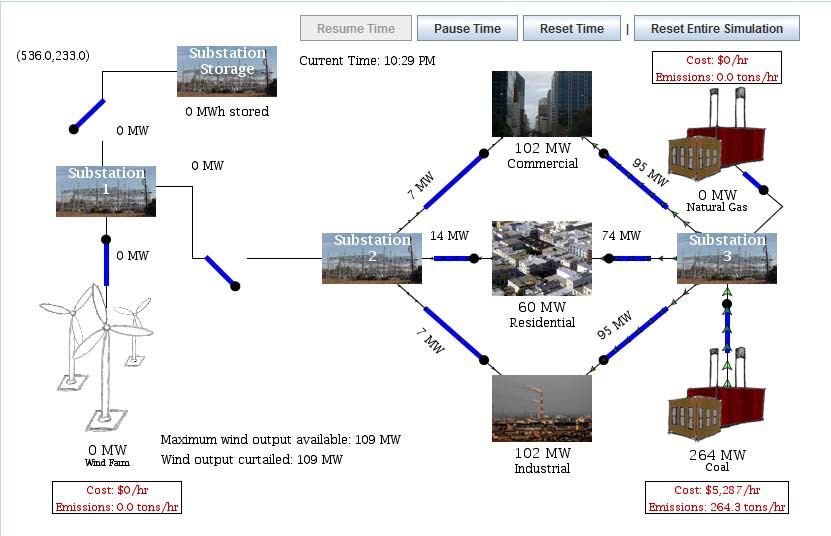 Resume Time
Pause Time
Reset Time
|
Reset Entire Simulation
(536.0,233.0)
Substation
Storage
Current Time: 10:29 PM
Cost: $0/hr
Emissions: 0.0 tons/hr
0 MWh stored
0 MW
102 MW
Commercial
0 MW
Substation
1
7 MW
95 MW
0 MW
Natural Gas
0 MW
Substation
2
14 MW
74 MW
Substation
3
60 MW
Residential
7 MW
95 MW
0 MW
Wind Farm
Maximum wind output available: 109 MW
Wind output curtailed: 109 MW
102 MW
Industrial
264 MW
Coal
Cost: $0/hr
Emissions: 0.0 tons/hr
Cost: $5,287/hr
Emissions: 264.3 tons/hr